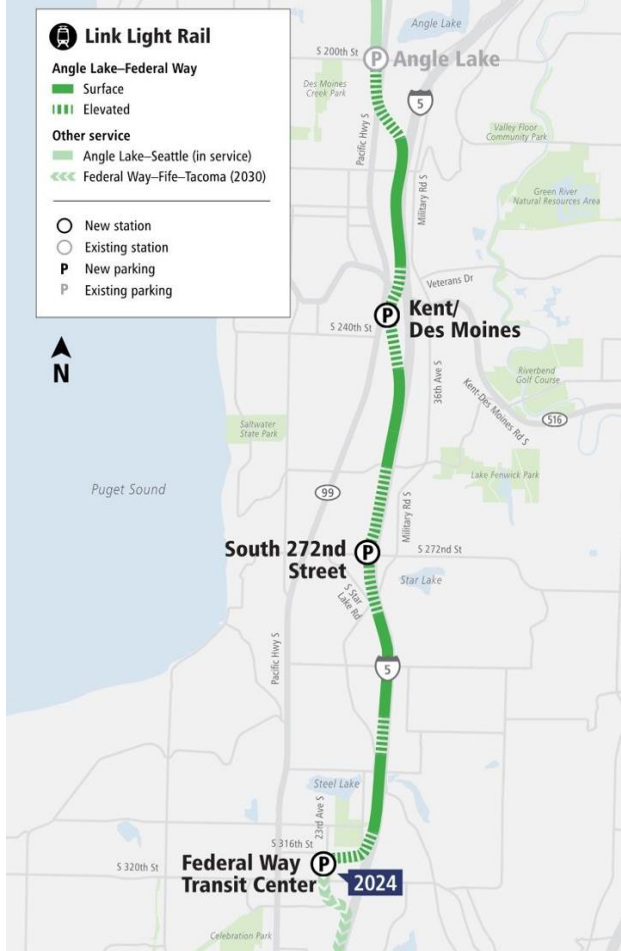 Link Light Rail
Angle Lake–Federal Way
Surface
Elevated
Other service
Angle Lake–Seattle (in service)
Federal Way–Fife–Tacoma (2030)
New station
Existing station
P New parking
P Existing parking
N
Angle Lake
S 200th St
P Angle Lake
Des Moines
Creek Park
5
Pacific Hwy S
Military Rd S
Valley Floor
Community Park
Green River
Natural Resources Area
Veterans Dr
P Kent/
Des Moines
S 240th St
36th Ave S
Riverbend
Golf Course
Kent-Des Moines Rd S
516
Saltwater
State Park
Lake Fenwick Park
Puget Sound
99
Military Rd S
South 272nd
Street
P
S 272nd St
Star Lake
S Star
Lake Rd
Pacific Hwy S
5
Steel Lake
23rd Ave S
S 316th St
S 320th St
Federal Way
Transit Center
P
2024
Celebration Park